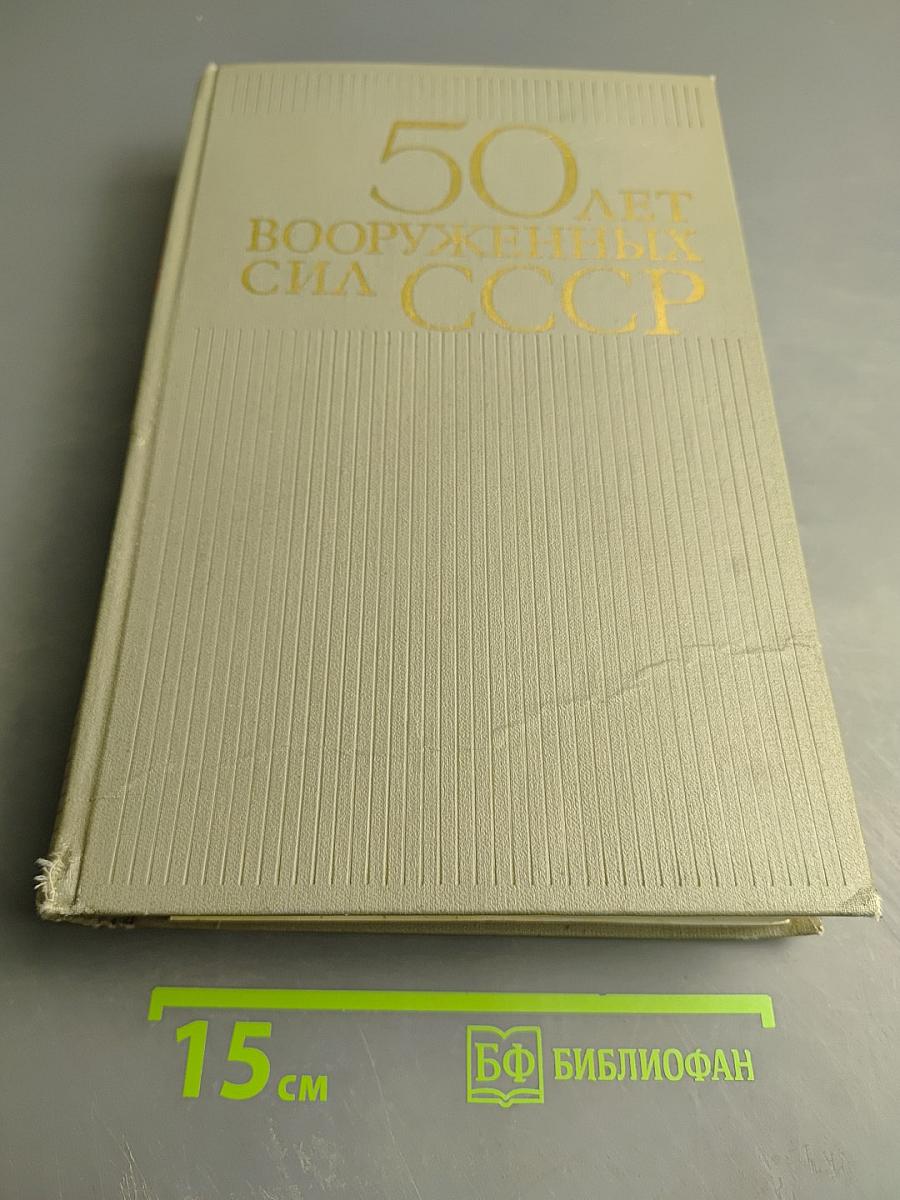 50 ЛЕТ
ВООРУЖЕННЫХ
СИЛ СССР
15 см
БФ БИБЛИОФАН